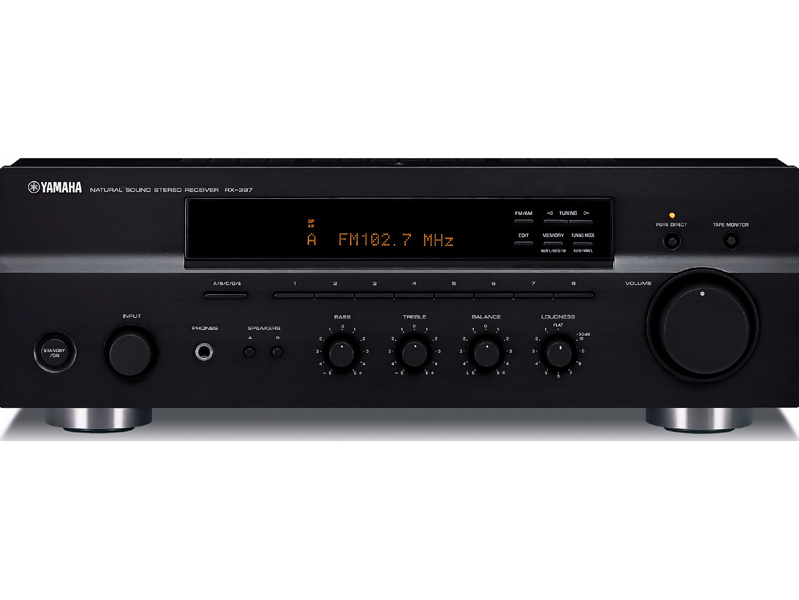 YAMAHA NATURAL SOUND STEREO RECEIVER RX-397
A FM102.7 MHz
FM/AM TUNING
EDIT MEMORY TUNING MODE
PURE DIRECT TAPE MONITOR
A/B/C/D/E 1 2 3 4 5 6 7 8 VOLUME
INPUT
PHONES SPEAKERS
A B
BASS TREBLE BALANCE LOUDNESS
FLAT
STANDBY
/ON